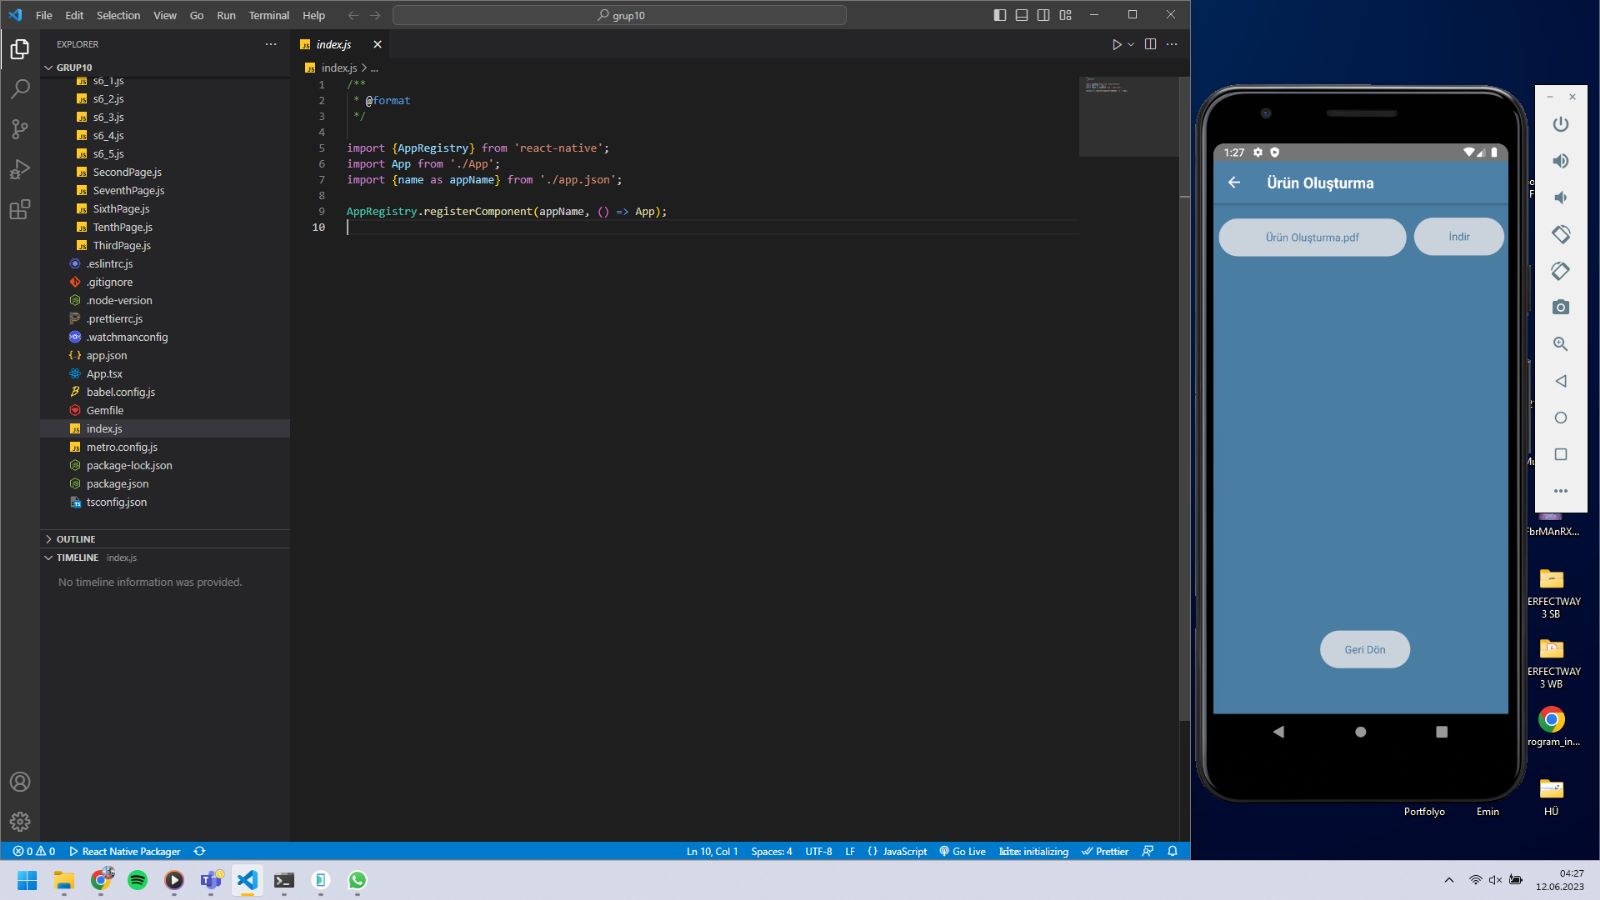 File Edit Selection View Go Run Terminal Help
grup10
EXPLORER
GRUP10
s6_1.js
s6_2.js
s6_3.js
s6_4.js
s6_5.js
SecondPage.js
SeventhPage.js
SixthPage.js
TenthPage.js
ThirdPage.js
.eslintrc.js
.gitignore
.node-version
.prettierrc.js
.watchmanconfig
app.json
App.tsx
babel.config.js
Gemfile
index.js
metro.config.js
package-lock.json
package.json
tsconfig.json
OUTLINE
TIMELINE index.js
No timeline information was provided.
index.js
index.js > ...
1 /**
2 * @format
3 */
4
5 import {AppRegistry} from 'react-native';
6 import App from './App';
7 import {name as appName} from './app.json';
8
9 AppRegistry.registerComponent(appName, () => App);
10
0 0 React Native Packager
Ln 10, Col 1 Spaces: 4 UTF-8 LF {} JavaScript Go Live kite: initializing Prettier
1:27
Ürün Oluşturma
Ürün Oluşturma.pdf İndir
Geri Dön
FbrMAnRX...
ERFECTWAY
3 SB
ERFECTWAY
3 WB
rogram_in...
Portfolyo Emin HÜ
04:27
12.06.2023